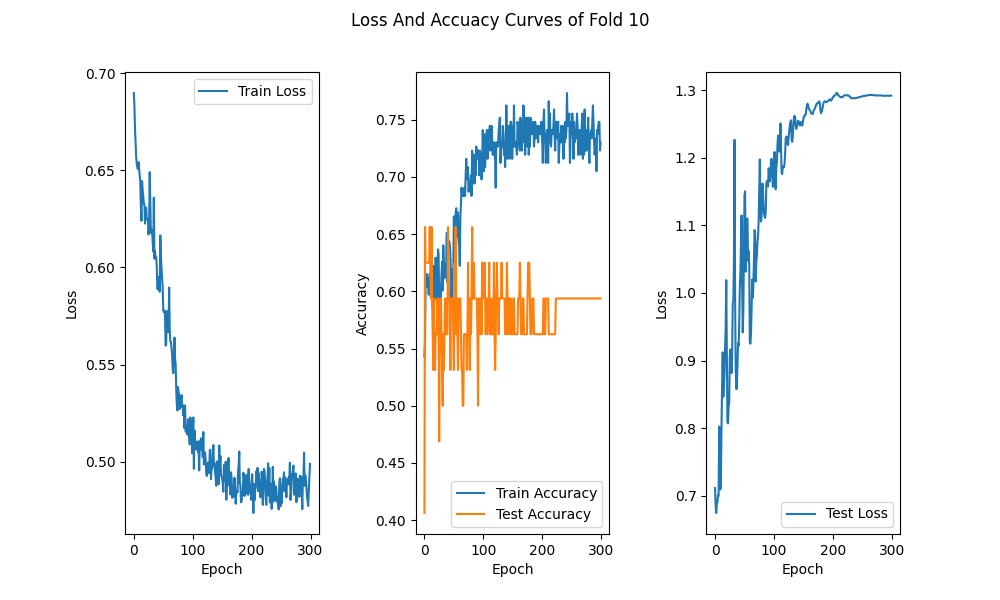 Loss And Accuacy Curves of Fold 10
0.70
0.65
0.60
0.55
0.50
Loss
0
100
200
300
Epoch
Train Loss
0.75
0.70
0.65
0.60
0.55
0.50
0.45
0.40
Accuracy
0
100
200
300
Epoch
Train Accuracy
Test Accuracy
1.3
1.2
1.1
1.0
0.9
0.8
0.7
Loss
0
100
200
300
Epoch
Test Loss